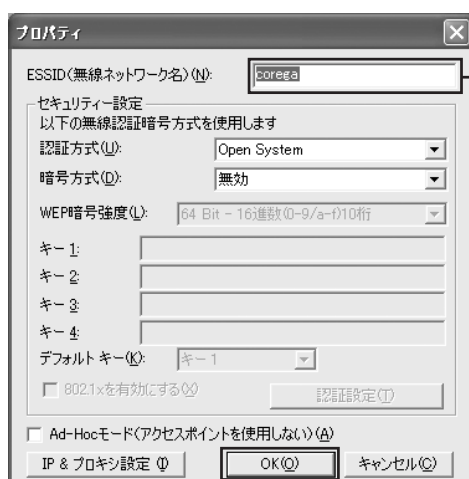 プロパティ
ESSID(無線ネットワーク名)(N): corega
セキュリティー設定
以下の無線認証暗号方式を使用します
認証方式(U): Open System
暗号方式(D): 無効
WEP暗号強度(L): 64 Bit - 16進数(0-9/a-f)10桁
キー 1:
キー 2:
キー 3:
キー 4:
デフォルト キー(K): キー 1
802.1xを有効にする(X) 認証設定(T)
Ad-Hocモード(アクセスポイントを使用しない)(A)
IP & プロキシ設定 (I) OK(O) キャンセル(C)